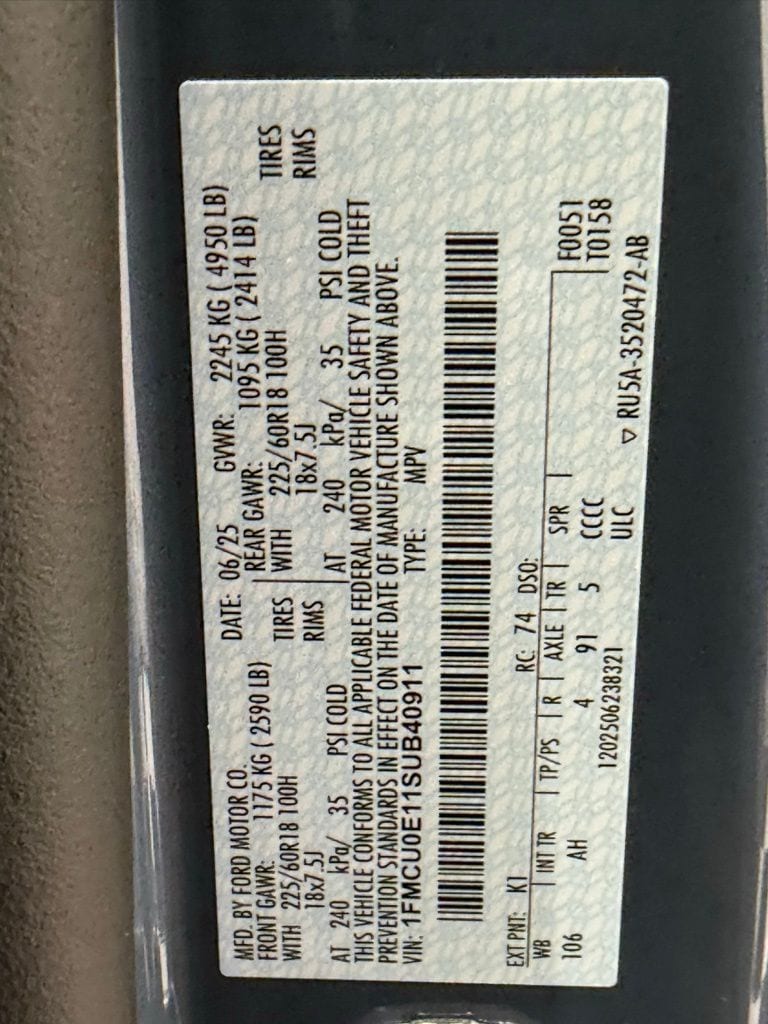 MFD. BY FORD MOTOR CO.
DATE: 06/25 GVWR: 2245 KG ( 4950 LB)
FRONT GAWR: 1175 KG ( 2590 LB)
REAR GAWR: 1095 KG ( 2414 LB)
WITH 225/60R18 100H TIRES
WITH 225/60R18 100H TIRES
18x7.5J RIMS
18x7.5J RIMS
AT 240 kPa/ 35 PSI COLD
AT 240 kPa/ 35 PSI COLD
THIS VEHICLE CONFORMS TO ALL APPLICABLE FEDERAL MOTOR VEHICLE SAFETY AND THEFT
PREVENTION STANDARDS IN EFFECT ON THE DATE OF MANUFACTURE SHOWN ABOVE.
VIN: 1FMCU0E11SUB40911 TYPE: MPV
EXT PNT: K1 RC: 74 DSO:
WB INT TR TP/PS R AXLE TR SPR F0051
106 AH 4 91 5 CCCC T0158
1202506238321 ULC
▽ RU5A-3520472-AB